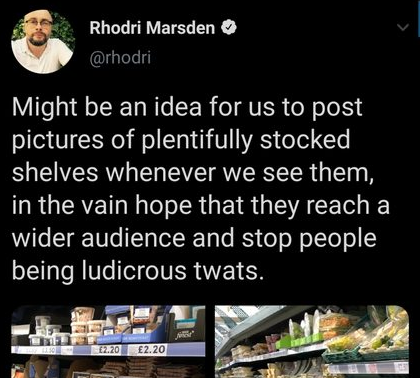 Rhodri Marsden
@rhodri
Might be an idea for us to post
pictures of plentifully stocked
shelves whenever we see them,
in the vain hope that they reach a
wider audience and stop people
being ludicrous twats.
£2.20 £2.20
finest